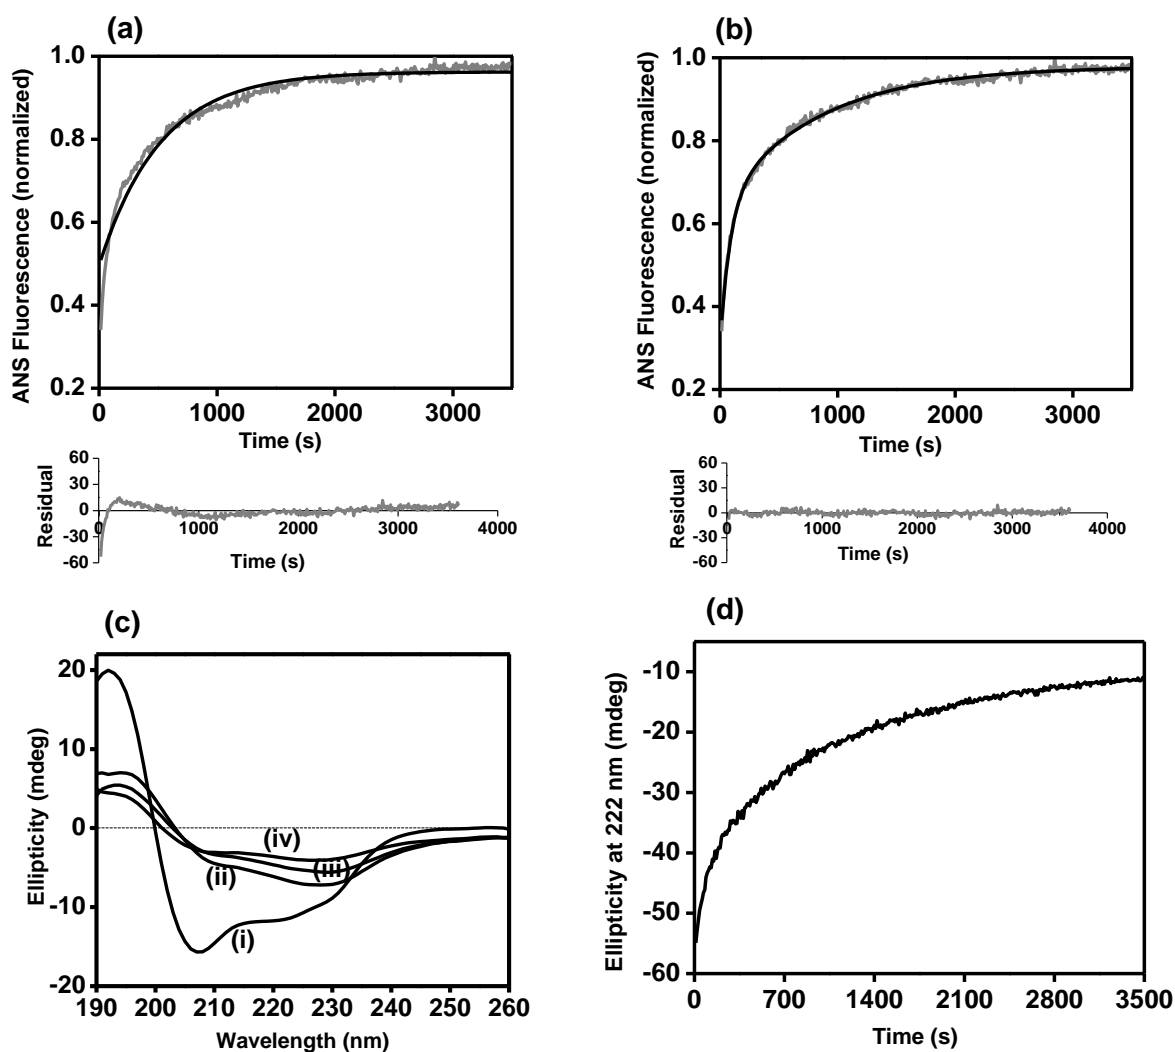 (a)
ANS Fluorescence (normalized)
1.0
0.8
0.6
0.4
0.2
0 1000 2000 3000
Time (s)
Residual
60
30
0
-30
-60
0 1000 2000 3000 4000
Time (s)
(b)
ANS Fluorescence (normalized)
1.0
0.8
0.6
0.4
0.2
0 1000 2000 3000
Time (s)
Residual
60
30
0
-30
-60
0 1000 2000 3000 4000
Time (s)
(c)
Ellipticity (mdeg)
20
10
0
-10
-20
(iv)
(iii)
(ii)
(i)
190 200 210 220 230 240 250 260
Wavelength (nm)
(d)
Ellipticity at 222 nm (mdeg)
-10
-20
-30
-40
-50
-60
0 700 1400 2100 2800 3500
Time (s)